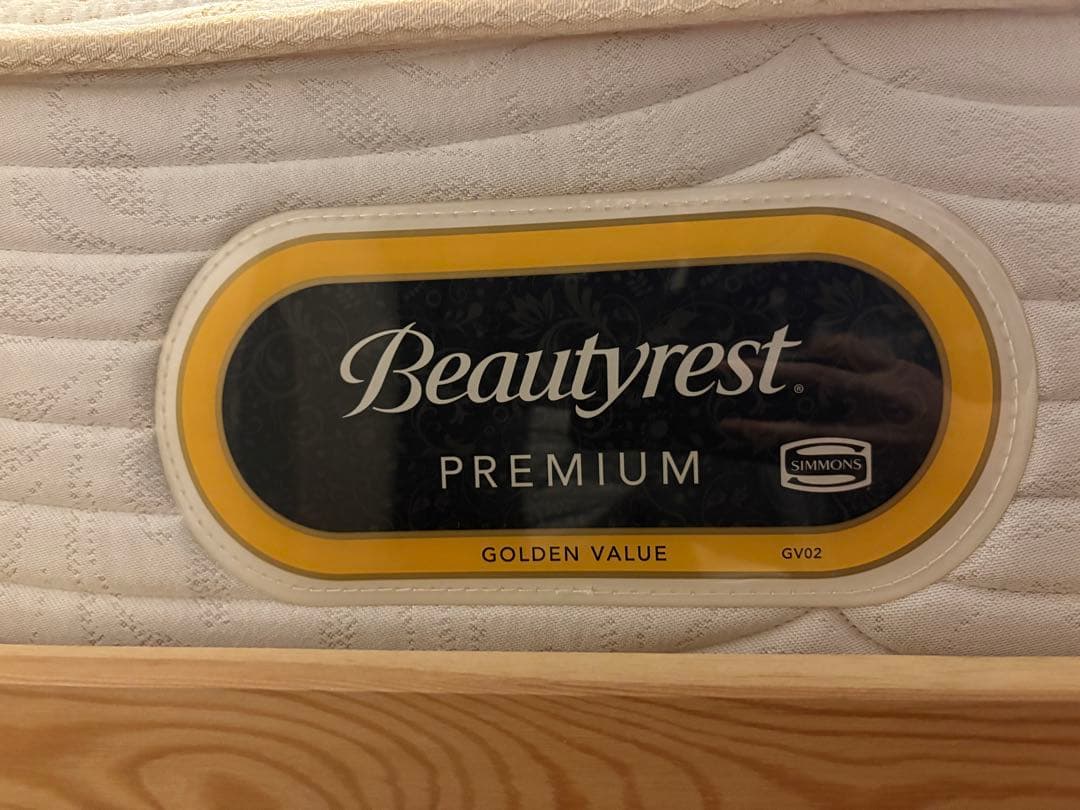 Beautyrest®
PREMIUM
SIMMONS
GOLDEN VALUE GV02